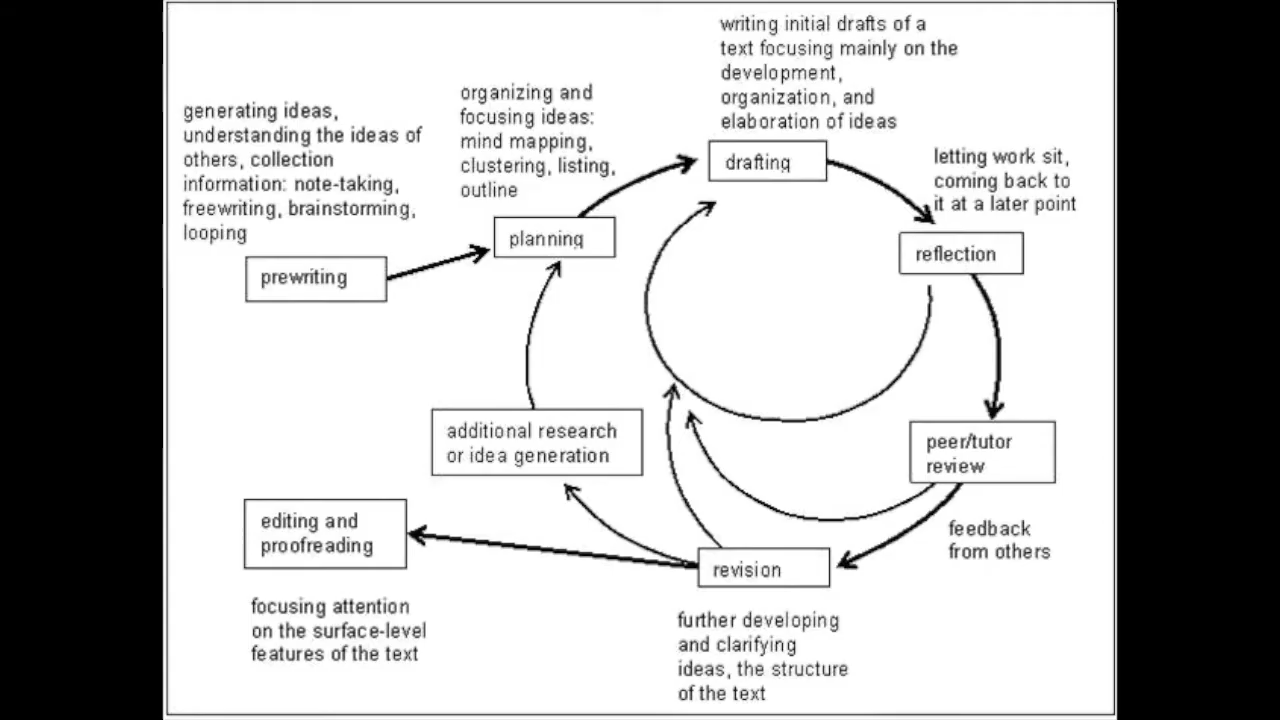 generating ideas,
understanding the ideas of
others, collection
information: note-taking,
freewriting, brainstorming,
looping
prewriting
organizing and
focusing ideas:
mind mapping,
clustering, listing,
outline
planning
writing initial drafts of a
text focusing mainly on the
development,
organization, and
elaboration of ideas
drafting
letting work sit,
coming back to
it at a later point
reflection
peer/tutor
review
feedback
from others
revision
further developing
and clarifying
ideas, the structure
of the text
additional research
or idea generation
editing and
proofreading
focusing attention
on the surface-level
features of the text